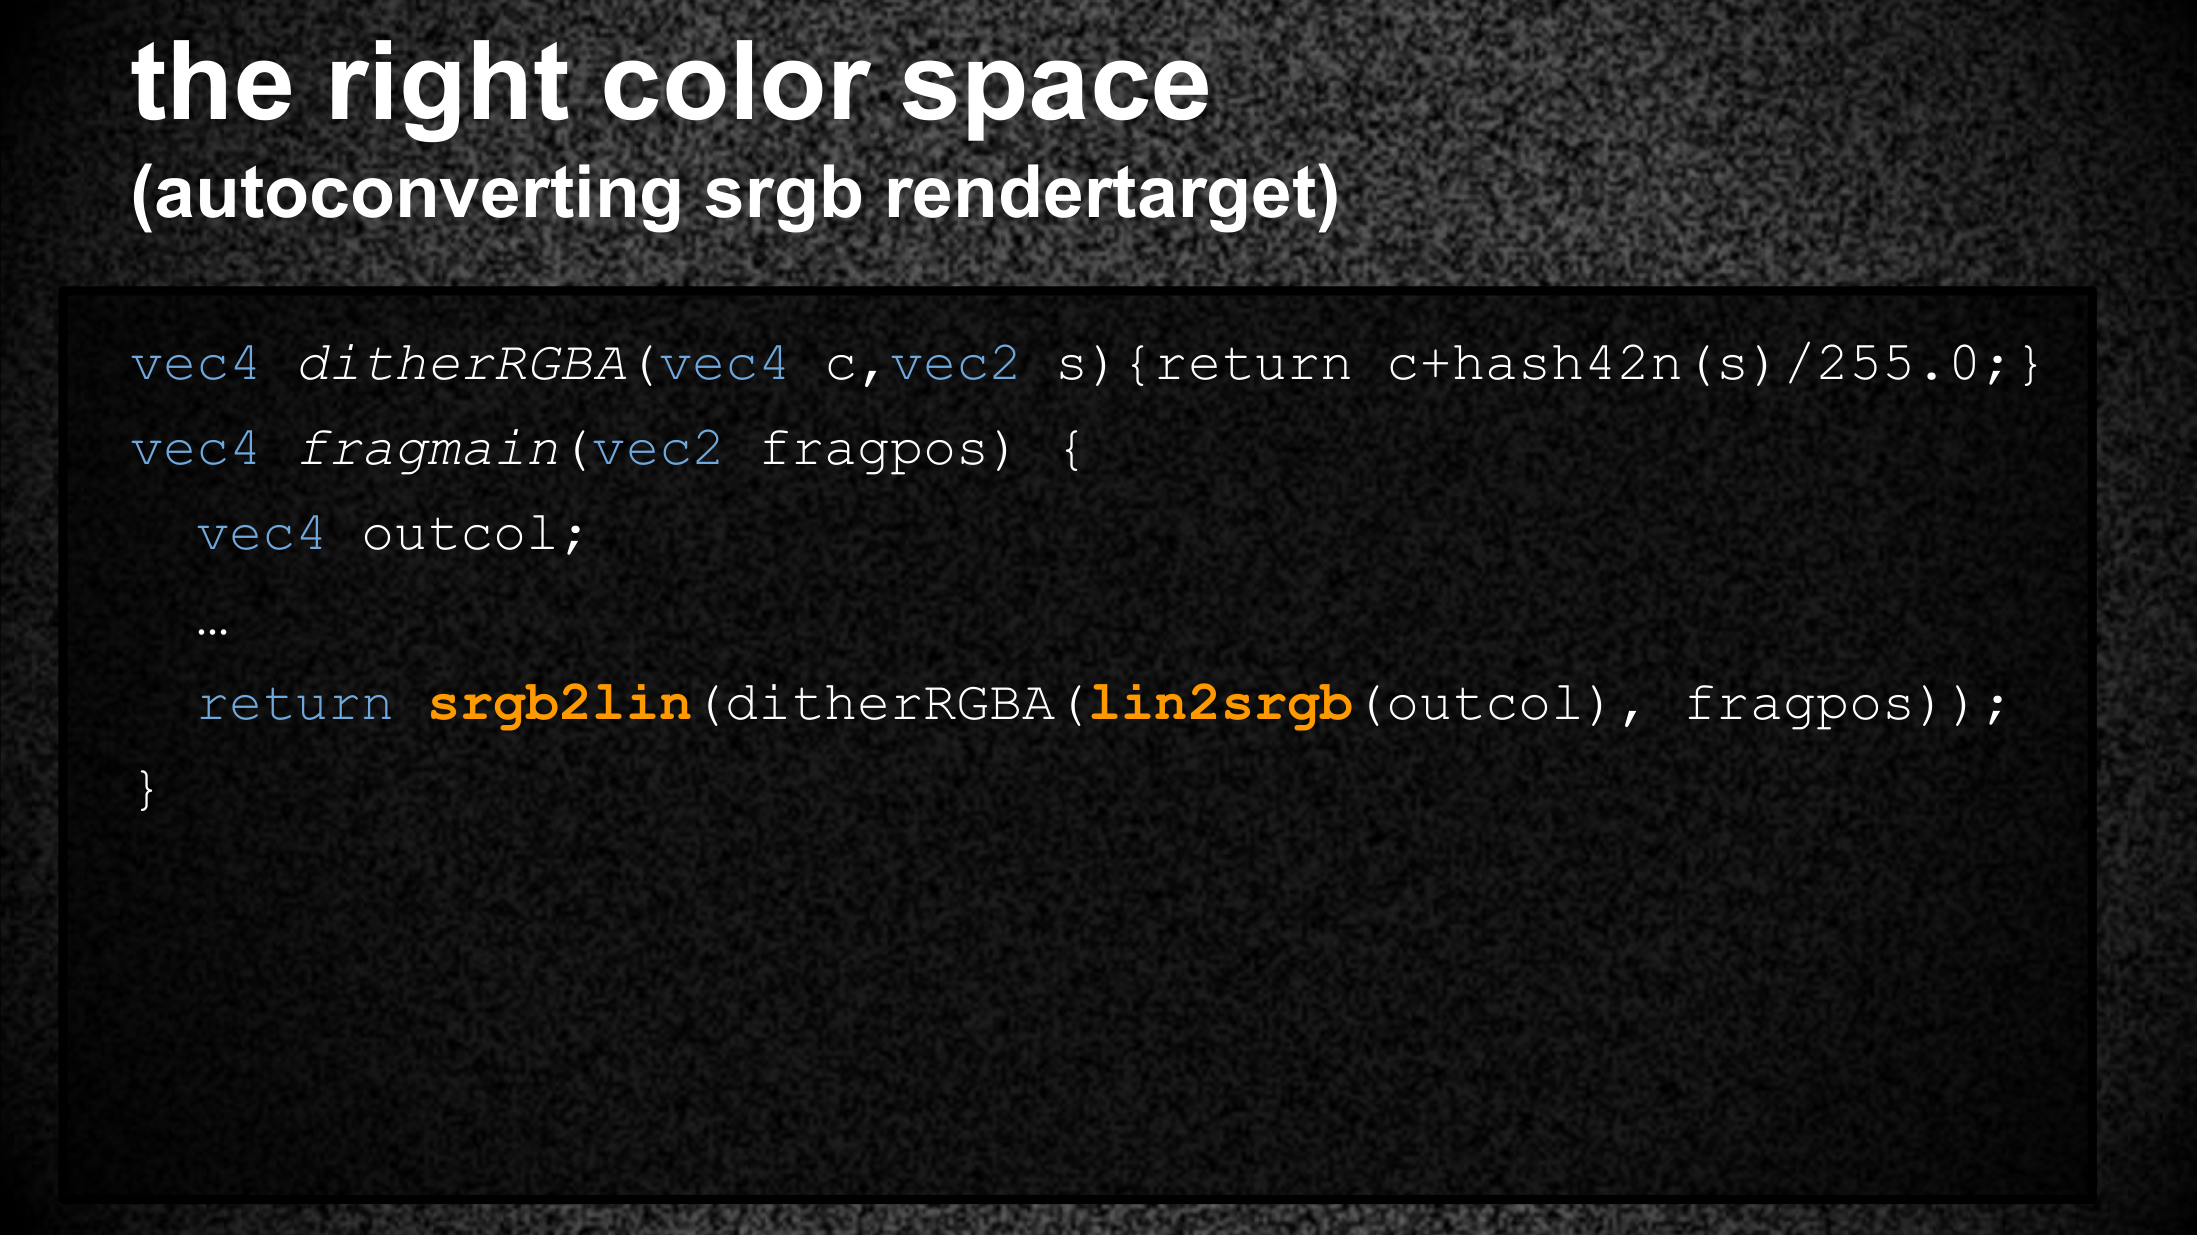 the right color space
(autoconverting srgb rendertarget)
vec4 ditherRGBA(vec4 c,vec2 s){return c+hash42n(s)/255.0;}
vec4 fragmain(vec2 fragpos) {
vec4 outcol;
…
return srgb2lin(ditherRGBA(lin2srgb(outcol), fragpos));
}